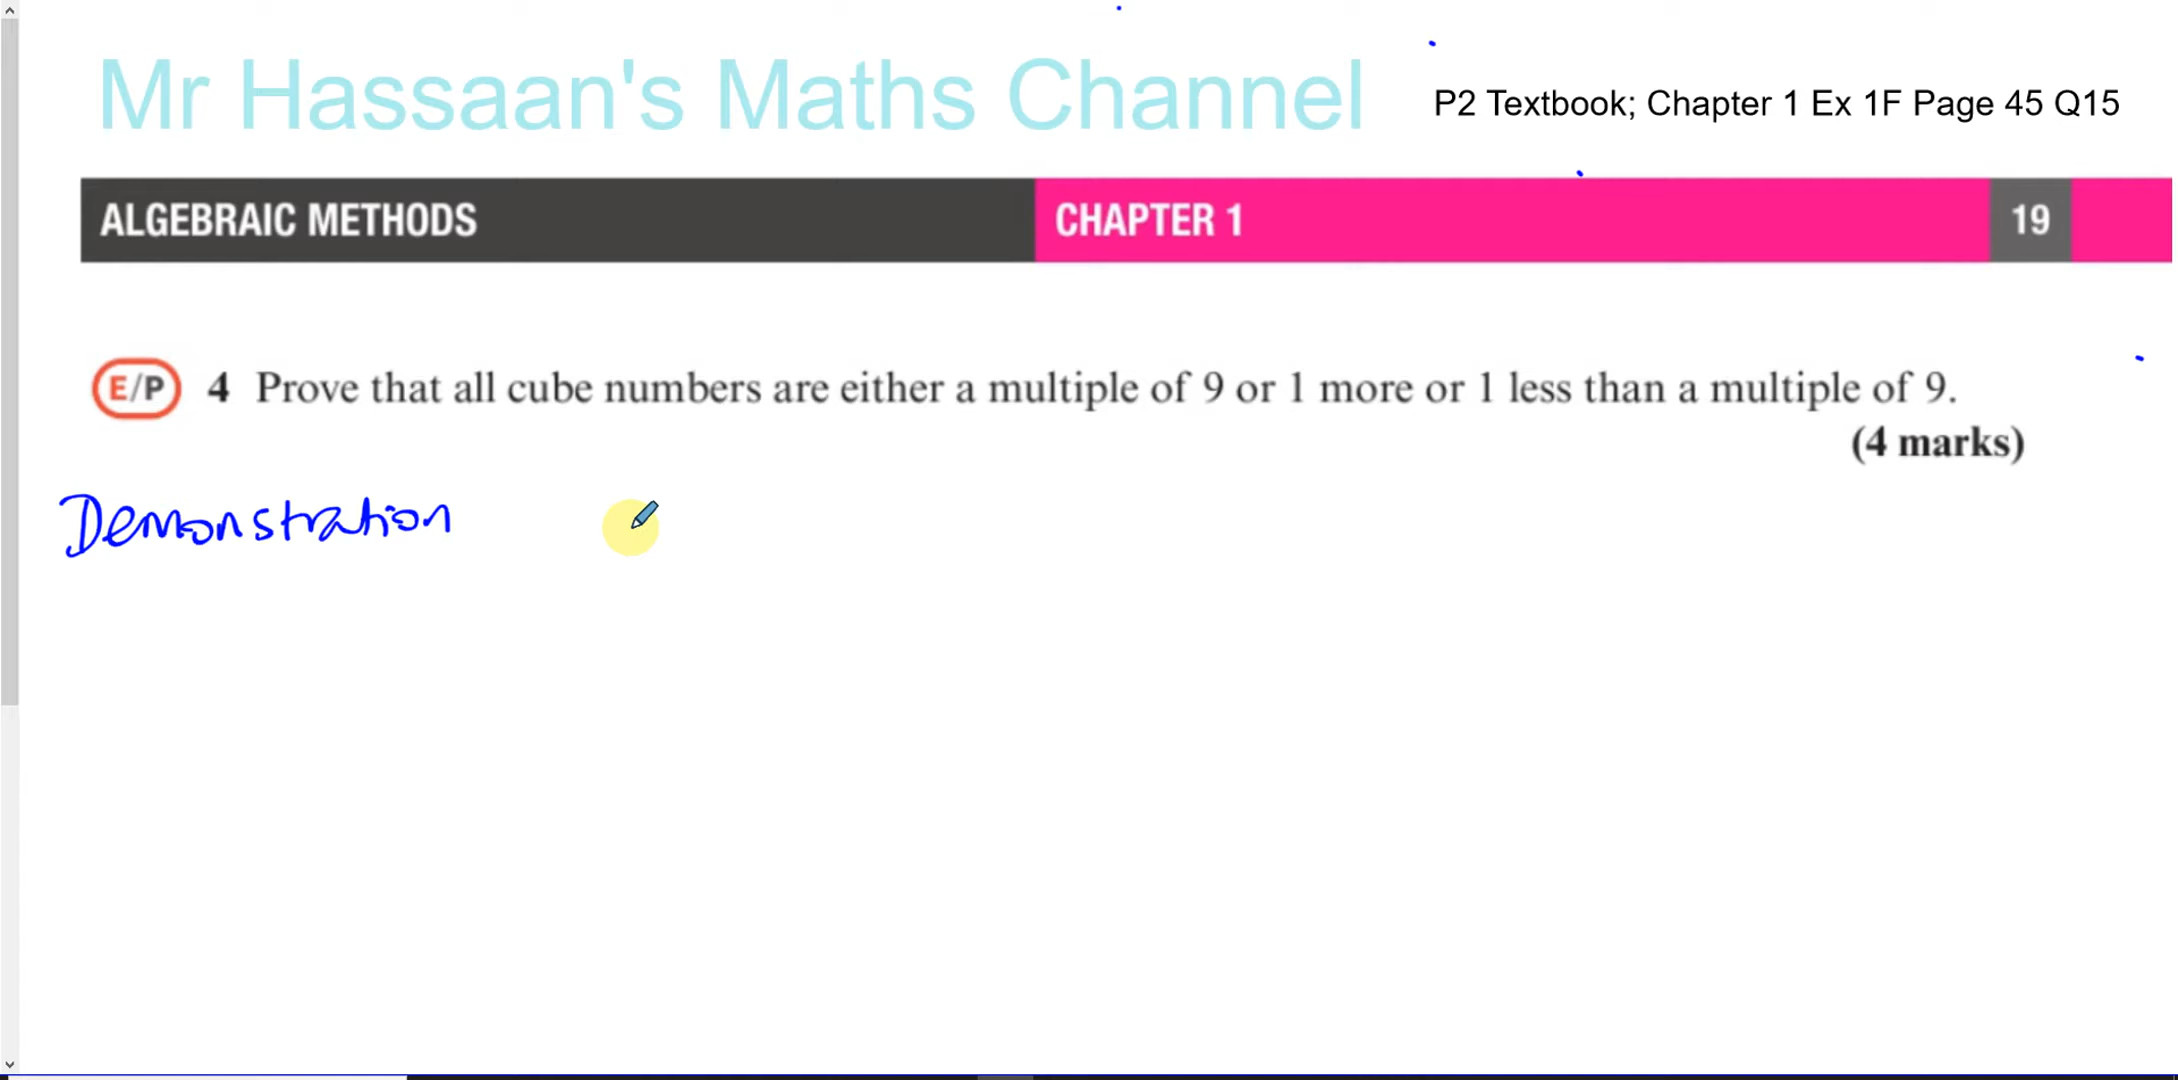 Mr Hassaan's Maths Channel
P2 Textbook; Chapter 1 Ex 1F Page 45 Q15
ALGEBRAIC METHODS CHAPTER 1 19
E/P 4 Prove that all cube numbers are either a multiple of 9 or 1 more or 1 less than a multiple of 9.
(4 marks)
Demonstration